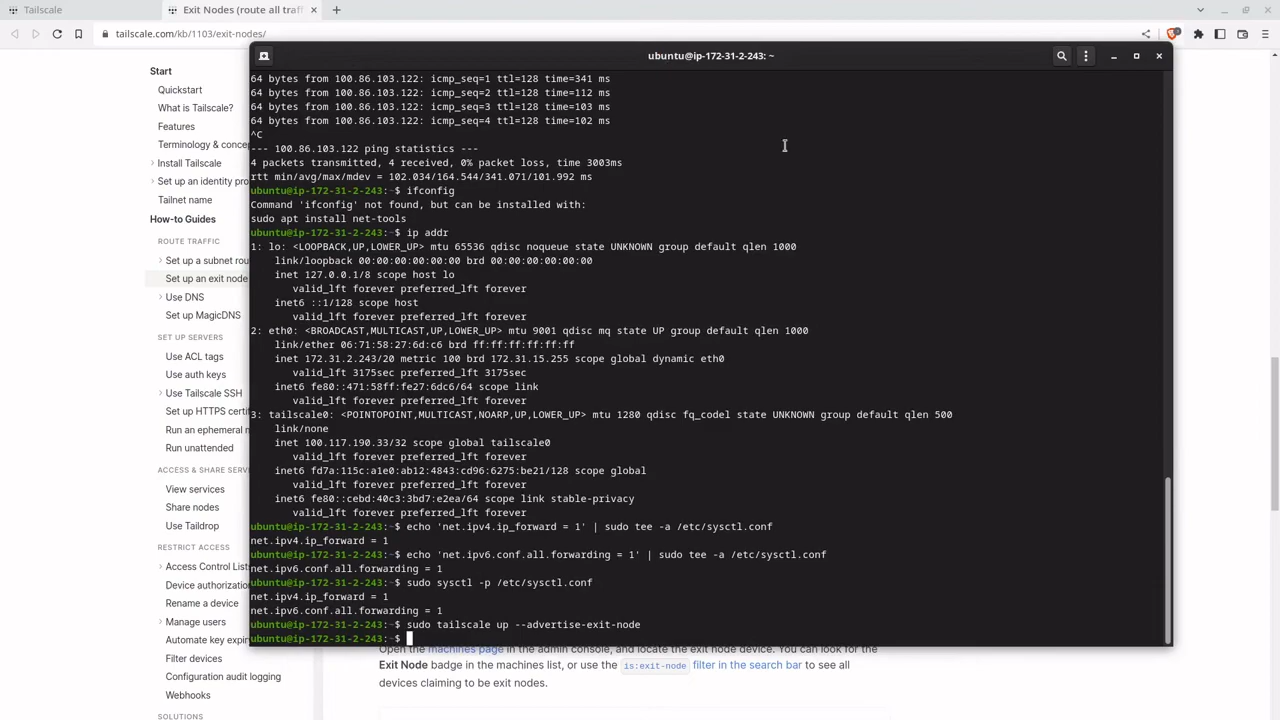 Tailscale
Exit Nodes (route all traf
tailscale.com/kb/1103/exit-nodes/
Start
Quickstart
What is Tailscale?
Features
Terminology & conce
Install Tailscale
Set up an identity pro
Tailnet name
How-to Guides
ROUTE TRAFFIC
Set up a subnet rou
Set up an exit node
Use DNS
Set up MagicDNS
SET UP SERVERS
Use ACL tags
Use auth keys
Use Tailscale SSH
Set up HTTPS certif
Run an ephemeral n
Run unattended
ACCESS & SHARE SERV
View services
Share nodes
Use Taildrop
RESTRICT ACCESS
Access Control List
Device authorizatio
Rename a device
Manage users
Automate key expiry
Filter devices
Configuration audit logging
Webhooks
SOLUTIONS
ubuntu@ip-172-31-2-243: ~
64 bytes from 100.86.103.122: icmp_seq=1 ttl=128 time=341 ms
64 bytes from 100.86.103.122: icmp_seq=2 ttl=128 time=112 ms
64 bytes from 100.86.103.122: icmp_seq=3 ttl=128 time=103 ms
64 bytes from 100.86.103.122: icmp_seq=4 ttl=128 time=102 ms
^C
--- 100.86.103.122 ping statistics ---
4 packets transmitted, 4 received, 0% packet loss, time 3003ms
rtt min/avg/max/mdev = 102.034/164.544/341.071/101.992 ms
ubuntu@ip-172-31-2-243:~$ ifconfig
Command 'ifconfig' not found, but can be installed with:
sudo apt install net-tools
ubuntu@ip-172-31-2-243:~$ ip addr
1: lo: <LOOPBACK,UP,LOWER_UP> mtu 65536 qdisc noqueue state UNKNOWN group default qlen 1000
link/loopback 00:00:00:00:00:00 brd 00:00:00:00:00:00
inet 127.0.0.1/8 scope host lo
valid_lft forever preferred_lft forever
inet6 ::1/128 scope host
valid_lft forever preferred_lft forever
2: eth0: <BROADCAST,MULTICAST,UP,LOWER_UP> mtu 9001 qdisc mq state UP group default qlen 1000
link/ether 06:71:58:27:6d:c6 brd ff:ff:ff:ff:ff:ff
inet 172.31.2.243/20 metric 100 brd 172.31.15.255 scope global dynamic eth0
valid_lft 3175sec preferred_lft 3175sec
inet6 fe80::471:58ff:fe27:6dc6/64 scope link
valid_lft forever preferred_lft forever
3: tailscale0: <POINTOPOINT,MULTICAST,NOARP,UP,LOWER_UP> mtu 1280 qdisc fq_codel state UNKNOWN group default qlen 500
link/none
inet 100.117.190.33/32 scope global tailscale0
valid_lft forever preferred_lft forever
inet6 fd7a:115c:a1e0:ab12:4843:cd96:6275:be21/128 scope global
valid_lft forever preferred_lft forever
inet6 fe80::cebd:40c3:3bd7:e2ea/64 scope link stable-privacy
valid_lft forever preferred_lft forever
ubuntu@ip-172-31-2-243:~$ echo 'net.ipv4.ip_forward = 1' | sudo tee -a /etc/sysctl.conf
net.ipv4.ip_forward = 1
ubuntu@ip-172-31-2-243:~$ echo 'net.ipv6.conf.all.forwarding = 1' | sudo tee -a /etc/sysctl.conf
net.ipv6.conf.all.forwarding = 1
ubuntu@ip-172-31-2-243:~$ sudo sysctl -p /etc/sysctl.conf
net.ipv4.ip_forward = 1
net.ipv6.conf.all.forwarding = 1
ubuntu@ip-172-31-2-243:~$ sudo tailscale up --advertise-exit-node
ubuntu@ip-172-31-2-243:~$
Open the machines page in the admin console, and locate the exit node device. You can look for the
Exit Node badge in the machines list, or use the is:exit-node filter in the search bar to see all
devices claiming to be exit nodes.